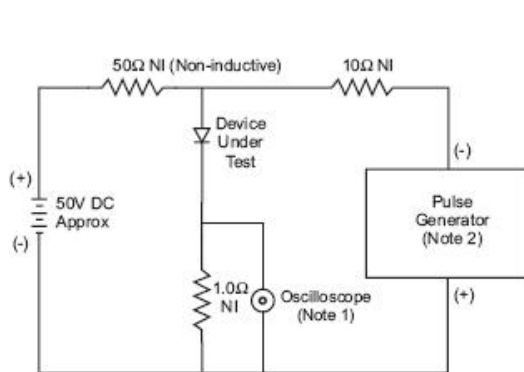 50Ω NI (Non-inductive)
10Ω NI
Device
Under
Test
(+)
50V DC
Approx
(-)
(-)
Pulse
Generator
(Note 2)
(+)
1.0Ω
NI
Oscilloscope
(Note 1)